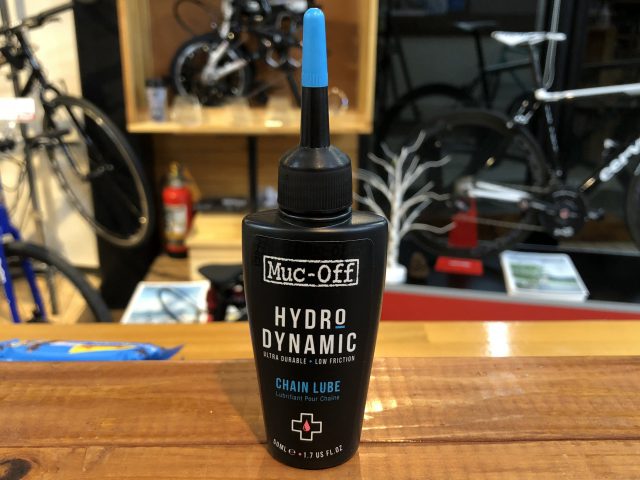 Muc-Off
HYDRO
DYNAMIC
ULTRA DURABLE • LOW FRICTION
CHAIN LUBE
Lubrifiant Pour Chaîne
50ML ℮ • 1.7 US FL.OZ